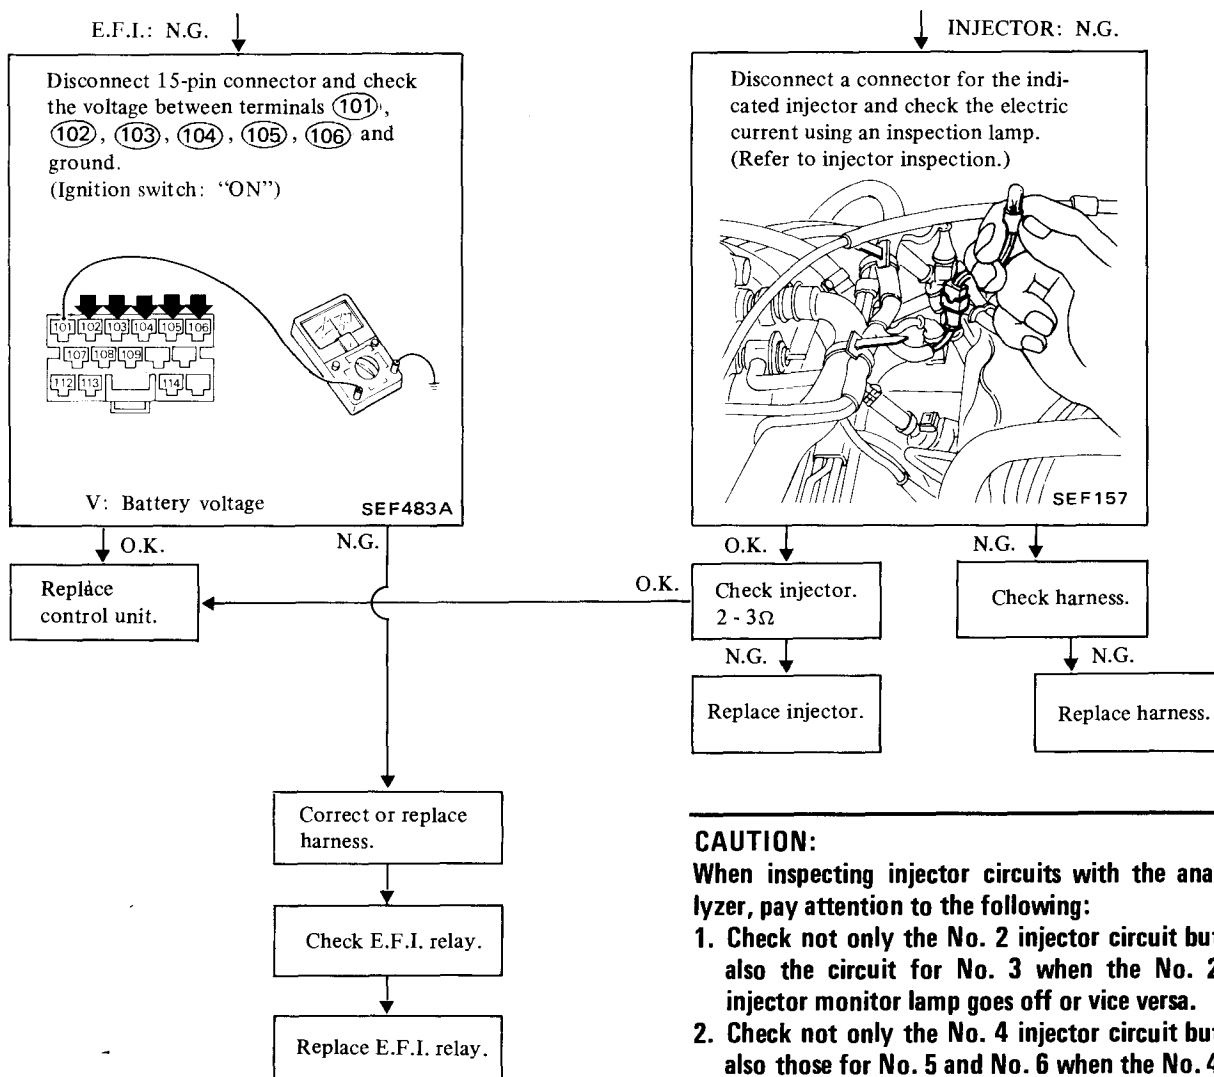 E.F.I.: N.G.
Disconnect 15-pin connector and check
the voltage between terminals (101),
(102), (103), (104), (105), (106) and
ground.
(Ignition switch: "ON")
101 102 103 104 105 106
107 108 109
112 113 114
V: Battery voltage
SEF483A
O.K.
N.G.
Replace
control unit.
Correct or replace
harness.
Check E.F.I. relay.
Replace E.F.I. relay.
INJECTOR: N.G.
Disconnect a connector for the indi-
cated injector and check the electric
current using an inspection lamp.
(Refer to injector inspection.)
SEF157
O.K.
N.G.
O.K.
Check injector.
2 - 3Ω
Check harness.
N.G.
N.G.
Replace injector.
Replace harness.
CAUTION:
When inspecting injector circuits with the ana
lyzer, pay attention to the following:
1. Check not only the No. 2 injector circuit but
also the circuit for No. 3 when the No. 2
injector monitor lamp goes off or vice versa.
2. Check not only the No. 4 injector circuit but
also those for No. 5 and No. 6 when the No. 4